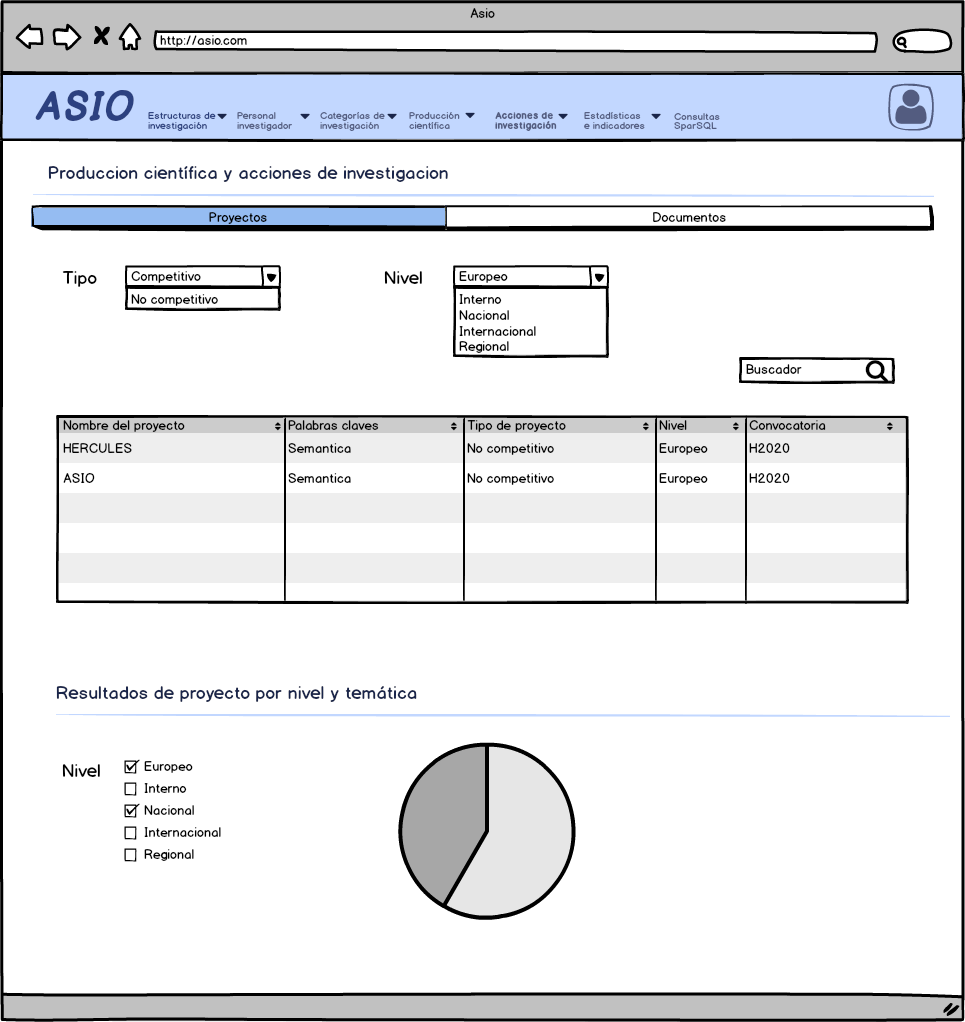 Asio
http://asio.com
ASIO
Estructuras de investigación
Personal investigador
Categorías de investigación
Producción científica
Acciones de investigación
Estadísticas e indicadores
Consultas SparSQL
Produccion científica y acciones de investigacion
Proyectos Documentos
Tipo Competitivo Nivel Europeo
No competitivo
Interno
Nacional
Internacional
Regional
Buscador
Nombre del proyecto Palabras claves Tipo de proyecto Nivel Convocatoria
HERCULES Semantica No competitivo Europeo H2020
ASIO Semantica No competitivo Europeo H2020
Resultados de proyecto por nivel y temática
Nivel Europeo
Interno
Nacional
Internacional
Regional